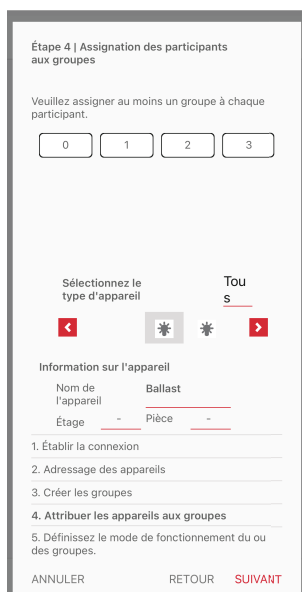 Étape 4 | Assignation des participants
aux groupes
Veuillez assigner au moins un groupe à chaque
participant.
0 1 2 3
Sélectionnez le
type d'appareil
Tou
s
Information sur l'appareil
Nom de
l'appareil
Ballast
Étage - Pièce -
1. Établir la connexion
2. Adressage des appareils
3. Créer les groupes
4. Attribuer les appareils aux groupes
5. Définissez le mode de fonctionnement du ou
des groupes.
ANNULER RETOUR SUIVANT